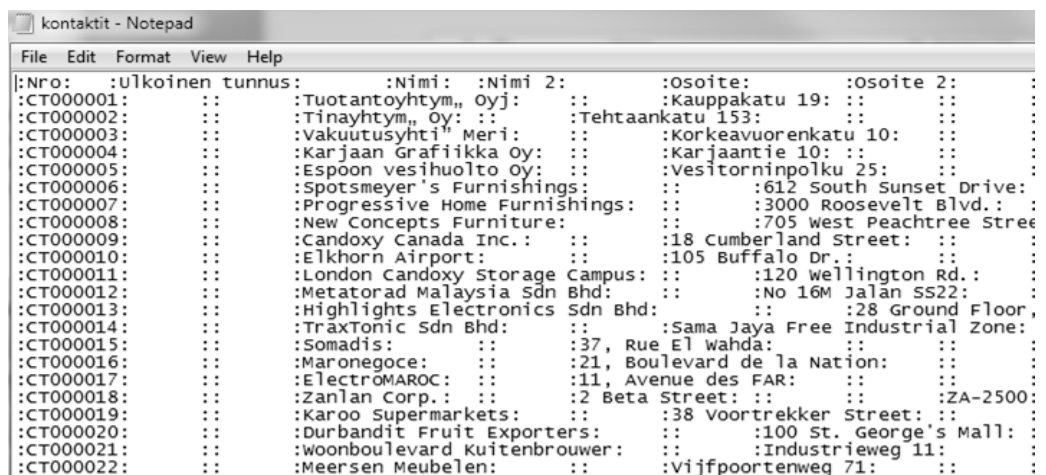 kontaktit - Notepad
File Edit Format View Help
:Nro: :Ulkoinen tunnus: :Nimi: :Nimi 2: :Osoite: :Osoite 2: :
:CT000001: :: :Tuotantoyhtym„ Oyj: :: :Kauppakatu 19: :: :: :
:CT000002: :: :Tinayhtym„ Oy: :: :Tehtaankatu 153: :: :: :
:CT000003: :: :Vakuutusyhti" Meri: :: :Korkeavuorenkatu 10: :: :
:CT000004: :: :Karjaan Grafiikka Oy: :: :Karjaantie 10: :: :: :
:CT000005: :: :Espoon vesihuolto Oy: :: :Vesitorninpolku 25: :: :
:CT000006: :: :Spotsmeyer's Furnishings: :: :612 South Sunset Drive:
:CT000007: :: :Progressive Home Furnishings: :: :3000 Roosevelt Blvd.: :
:CT000008: :: :New Concepts Furniture: :: :705 West Peachtree Stree
:CT000009: :: :Candoxy Canada Inc.: :: :18 Cumberland Street: :: :
:CT000010: :: :Elkhorn Airport: :: :105 Buffalo Dr.: :: :
:CT000011: :: :London Candoxy Storage Campus: :: :120 Wellington Rd.: :
:CT000012: :: :Metatorad Malaysia Sdn Bhd: :: :No 16M Jalan SS22: :
:CT000013: :: :Highlights Electronics Sdn Bhd: :: :28 Ground Floor,
:CT000014: :: :TraxTonic Sdn Bhd: :: :Sama Jaya Free Industrial Zone:
:CT000015: :: :Somadis: :: :37, Rue El Wahda: :: :: :
:CT000016: :: :Maronegoce: :: :21, Boulevard de la Nation: :: :
:CT000017: :: :ElectroMAROC: :: :11, Avenue des FAR: :: :: :
:CT000018: :: :Zanlan Corp.: :: :2 Beta Street: :: :: :ZA-2500:
:CT000019: :: :Karoo Supermarkets: :: :38 Voortrekker Street: :: :
:CT000020: :: :Durbandit Fruit Exporters: :: :100 St. George's Mall: :
:CT000021: :: :Woonboulevard Kuitenbrouwer: :: :Industrieweg 11: :
:CT000022: :: :Meersen Meubelen: :: :Vijfpoortenweg 71: :: :